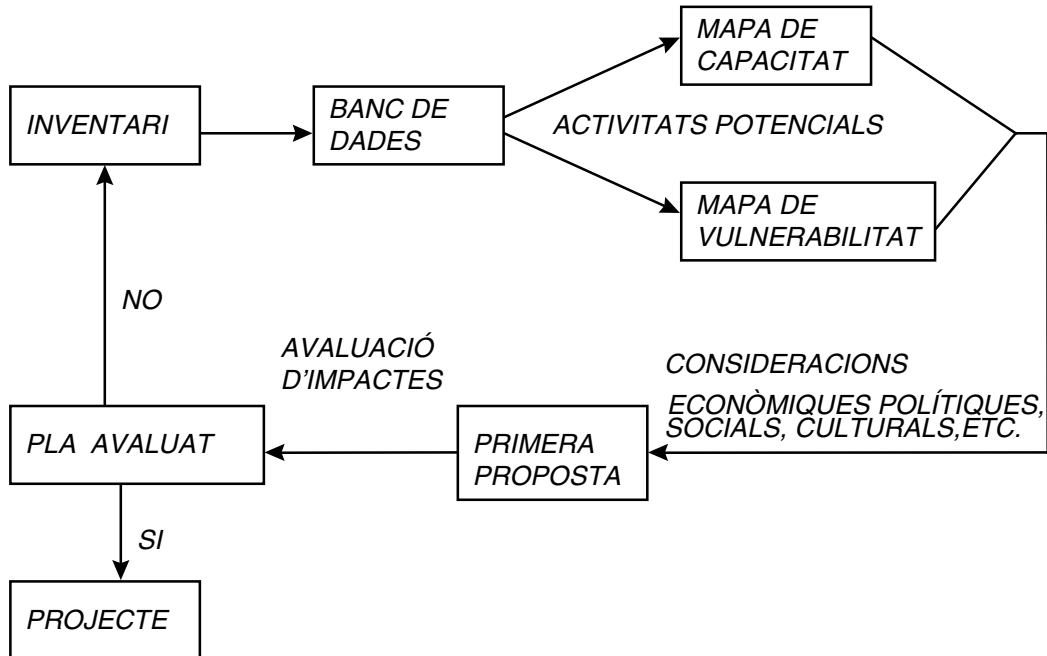 MAPA DE
CAPACITAT
INVENTARI
BANC DE
DADES
ACTIVITATS POTENCIALS
MAPA DE
VULNERABILITAT
NO
AVALUACIÓ
D'IMPACTES
CONSIDERACIONS
ECONÒMIQUES POLÍTIQUES,
SOCIALS, CULTURALS,ETC.
PLA AVALUAT
PRIMERA
PROPOSTA
SI
PROJECTE